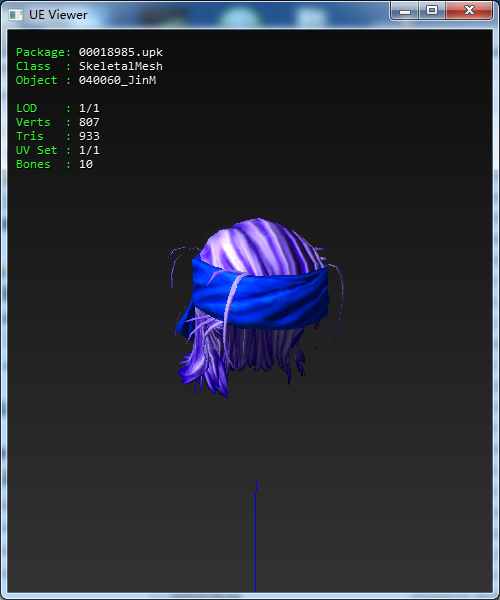 UE Viewer
Package: 00018985.upk
Class : SkeletalMesh
Object : 040060_JinM
LOD : 1/1
Verts : 807
Tris : 933
UV Set : 1/1
Bones : 10